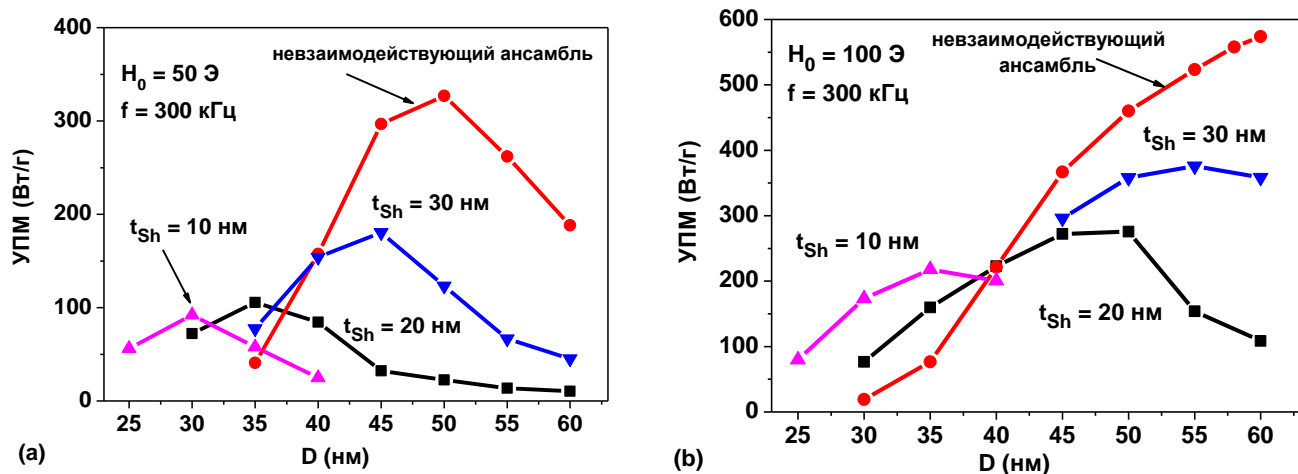 400
300
200
100
0
УПМ (Вт/г)
H0 = 50 Э
f = 300 кГц
невзаимодействующий ансамбль
tSh = 30 нм
tSh = 10 нм
tSh = 20 нм
25 30 35 40 45 50 55 60
(a)
D (нм)
600
500
400
300
200
100
0
УПМ (Вт/г)
H0 = 100 Э
f = 300 кГц
невзаимодействующий
ансамбль
tSh = 30 нм
tSh = 10 нм
tSh = 20 нм
25 30 35 40 45 50 55 60
(b)
D (нм)